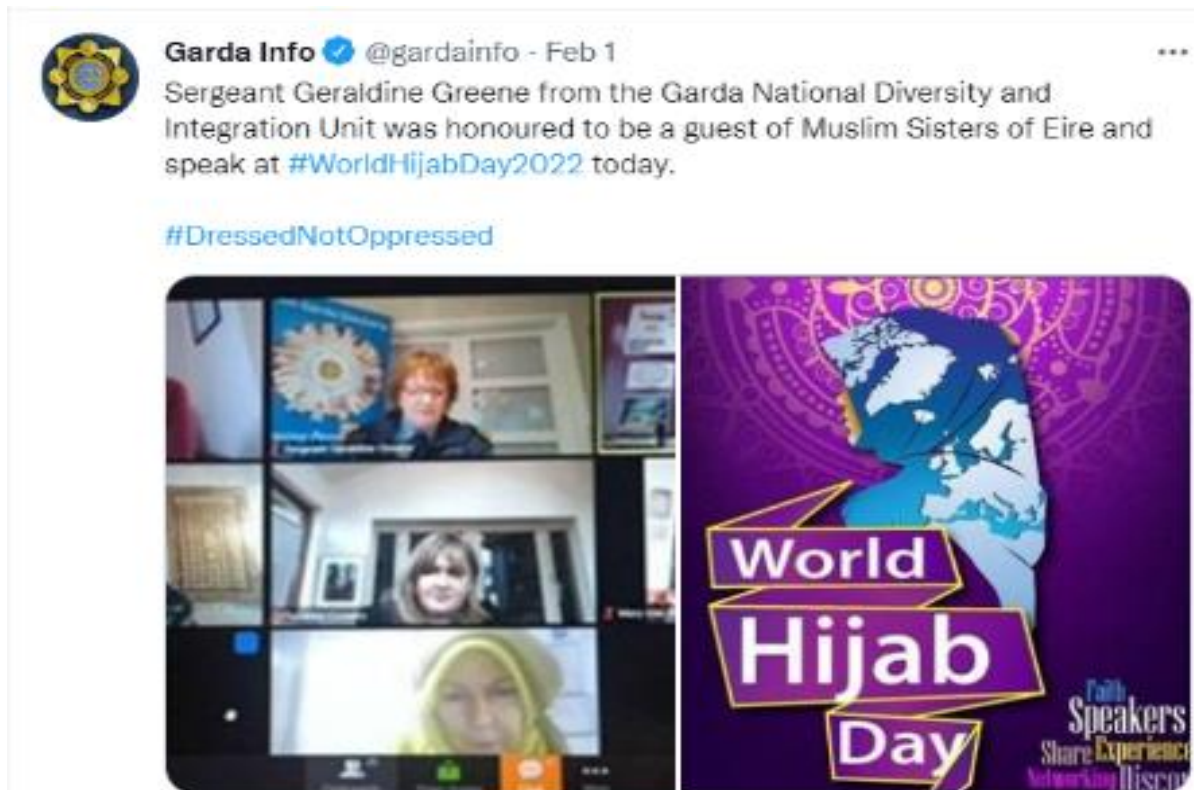 Garda Info @gardainfo - Feb 1
Sergeant Geraldine Greene from the Garda National Diversity and
Integration Unit was honoured to be a guest of Muslim Sisters of Eire and
speak at #WorldHijabDay2022 today.
#DressedNotOppressed
World
Hijab
Day
Faith
Speakers
Share Experience
Networking Disco